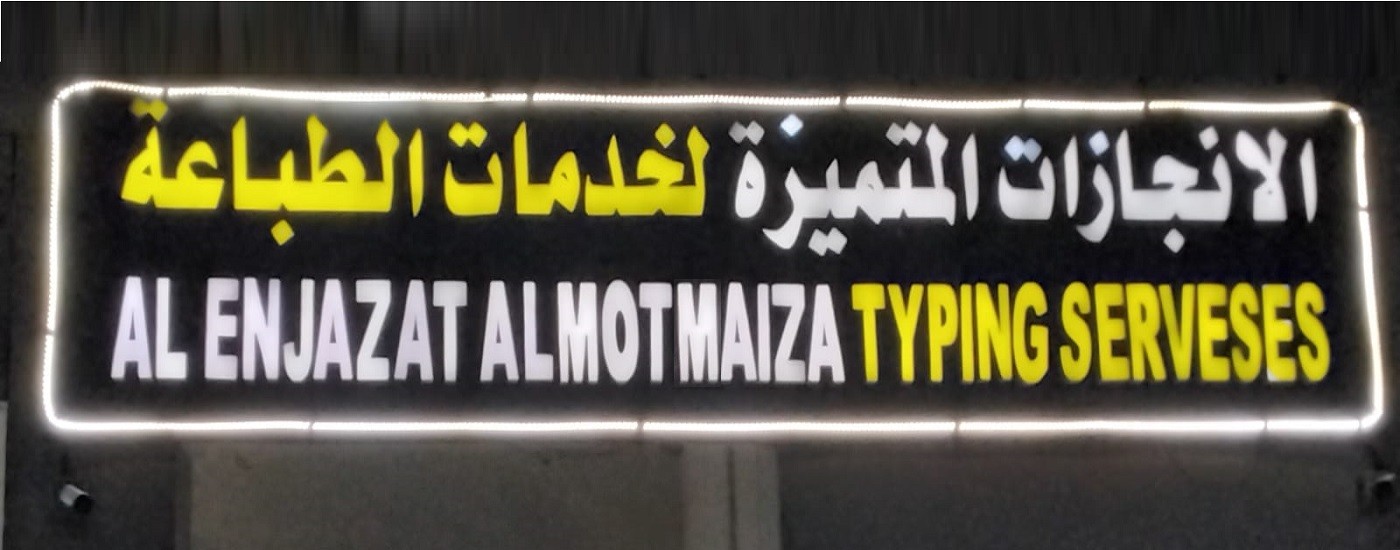 الانجازات المتميزة لخدمات الطباعة
AL ENJAZAT ALMOTMAIZA TYPING SERVESES